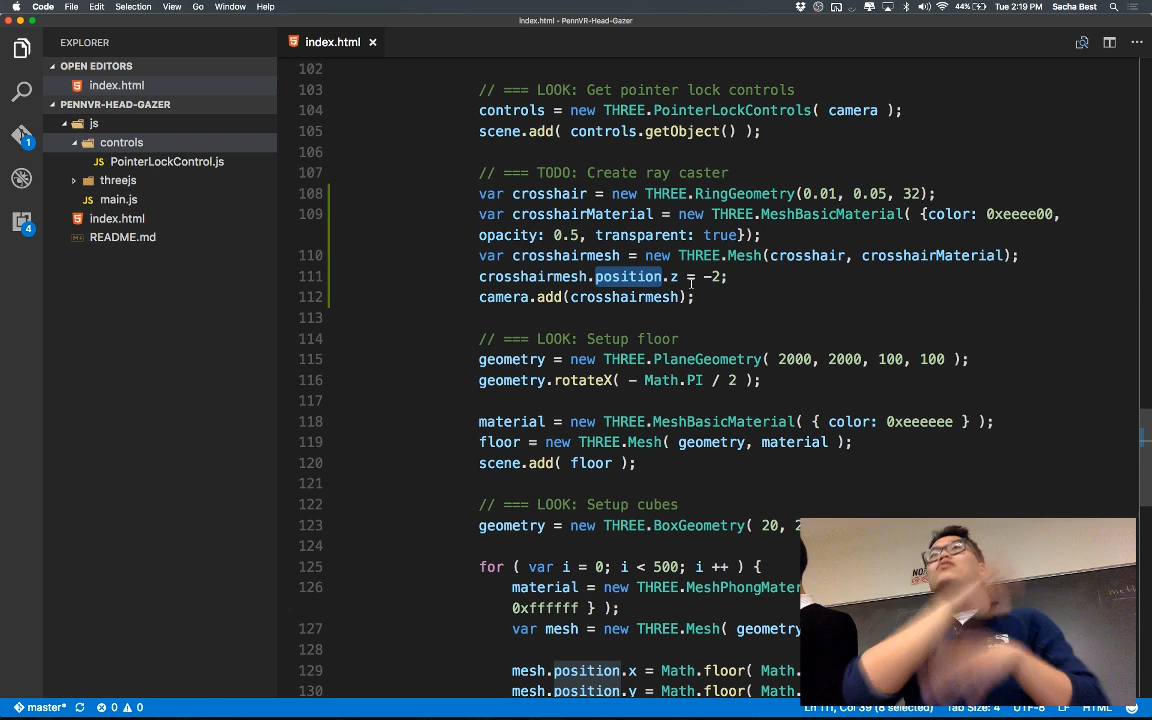 Code File Edit Selection View Go Window Help 44% Tue 2:19 PM Sacha Best
index.html — PennVR-Head-Gazer
EXPLORER
index.html
OPEN EDITORS
index.html
PENNVR-HEAD-GAZER
js
controls
JS PointerLockControl.js
threejs
JS main.js
index.html
README.md
1
4
102
103 // === LOOK: Get pointer lock controls
104 controls = new THREE.PointerLockControls( camera );
105 scene.add( controls.getObject() );
106
107 // === TODO: Create ray caster
108 var crosshair = new THREE.RingGeometry(0.01, 0.05, 32);
109 var crosshairMaterial = new THREE.MeshBasicMaterial( {color: 0xeeee00,
opacity: 0.5, transparent: true});
110 var crosshairmesh = new THREE.Mesh(crosshair, crosshairMaterial);
111 crosshairmesh.position.z = -2;
112 camera.add(crosshairmesh);
113
114 // === LOOK: Setup floor
115 geometry = new THREE.PlaneGeometry( 2000, 2000, 100, 100 );
116 geometry.rotateX( - Math.PI / 2 );
117
118 material = new THREE.MeshBasicMaterial( { color: 0xeeeeee } );
119 floor = new THREE.Mesh( geometry, material );
120 scene.add( floor );
121
122 // === LOOK: Setup cubes
123 geometry = new THREE.BoxGeometry( 20, 2
124
125 for ( var i = 0; i < 500; i ++ ) {
126 material = new THREE.MeshPhongMater
0xffffff } );
127 var mesh = new THREE.Mesh( geometry,
128
129 mesh.position.x = Math.floor( Math.
130 mesh.position.y = Math.floor( Math.
master* 0 0 Ln 111, Col 39 (8 selected) Tab Size: 4 UTF-8 LF HTML